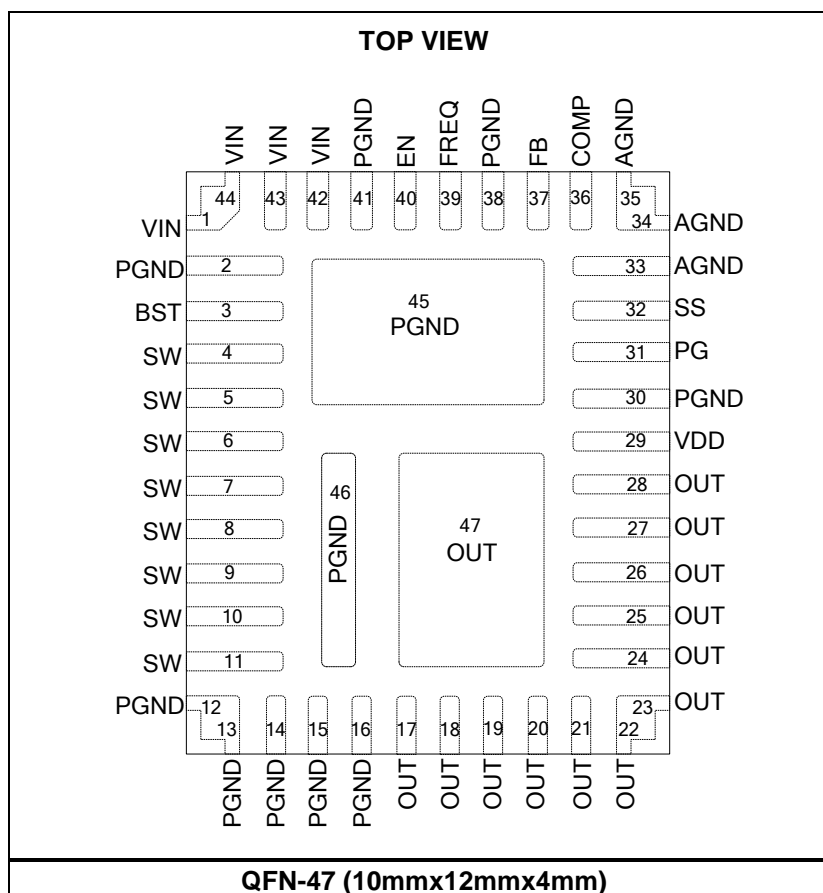 TOP VIEW
VIN VIN VIN PGND EN FREQ PGND FB COMP AGND
44 43 42 41 40 39 38 37 36 35
VIN 1 34 AGND
PGND 2 33 AGND
BST 3 32 SS
SW 4 31 PG
SW 5 30 PGND
SW 6 29 VDD
SW 7 28 OUT
SW 8 27 OUT
SW 9 26 OUT
SW 10 25 OUT
SW 11 24 OUT
PGND 12 23 OUT
45
PGND
46
PGND
47
OUT
13 14 15 16 17 18 19 20 21 22
PGND PGND PGND PGND OUT OUT OUT OUT OUT OUT
QFN-47 (10mmx12mmx4mm)